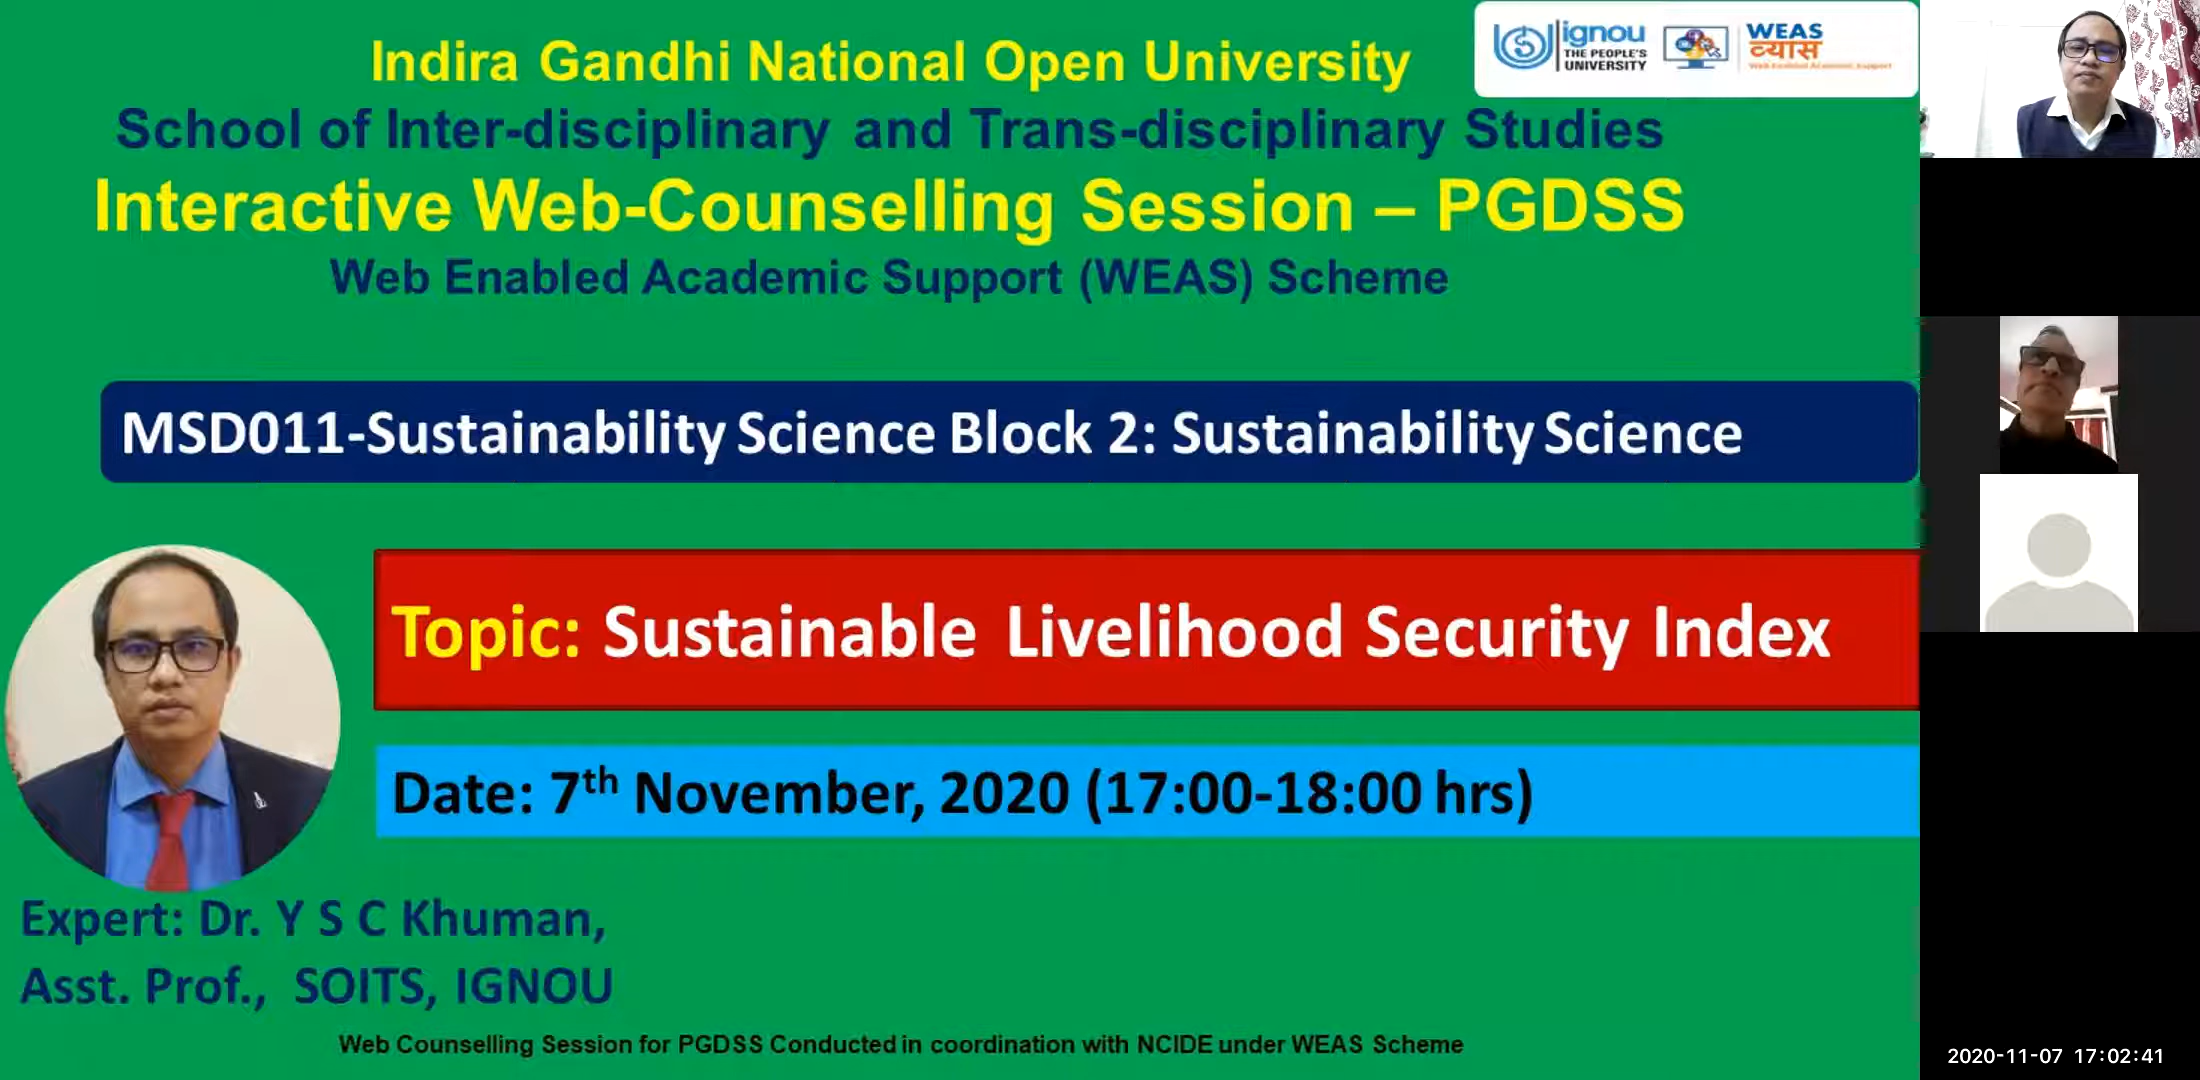 Indira Gandhi National Open University
ignou
THE PEOPLE'S
UNIVERSITY
WEAS
व्यास
Web Enabled Academic Support
School of Inter-disciplinary and Trans-disciplinary Studies
Interactive Web-Counselling Session – PGDSS
Web Enabled Academic Support (WEAS) Scheme
MSD011-Sustainability Science Block 2: Sustainability Science
Topic: Sustainable Livelihood Security Index
Date: 7th November, 2020 (17:00-18:00 hrs)
Expert: Dr. Y S C Khuman,
Asst. Prof., SOITS, IGNOU
Web Counselling Session for PGDSS Conducted in coordination with NCIDE under WEAS Scheme
2020-11-07 17:02:41